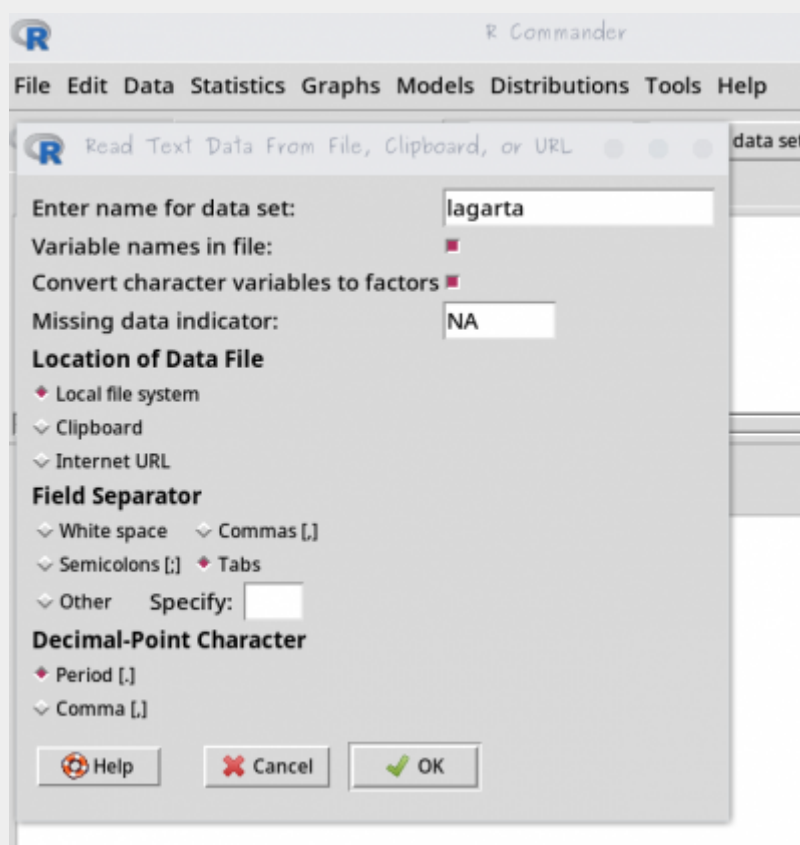 R Commander
File Edit Data Statistics Graphs Models Distributions Tools Help
Read Text Data From File, Clipboard, or URL
data set
Enter name for data set: lagarta
Variable names in file:
Convert character variables to factors
Missing data indicator: NA
Location of Data File
Local file system
Clipboard
Internet URL
Field Separator
White space Commas [,]
Semicolons [;] Tabs
Other Specify:
Decimal-Point Character
Period [.]
Comma [,]
Help Cancel OK